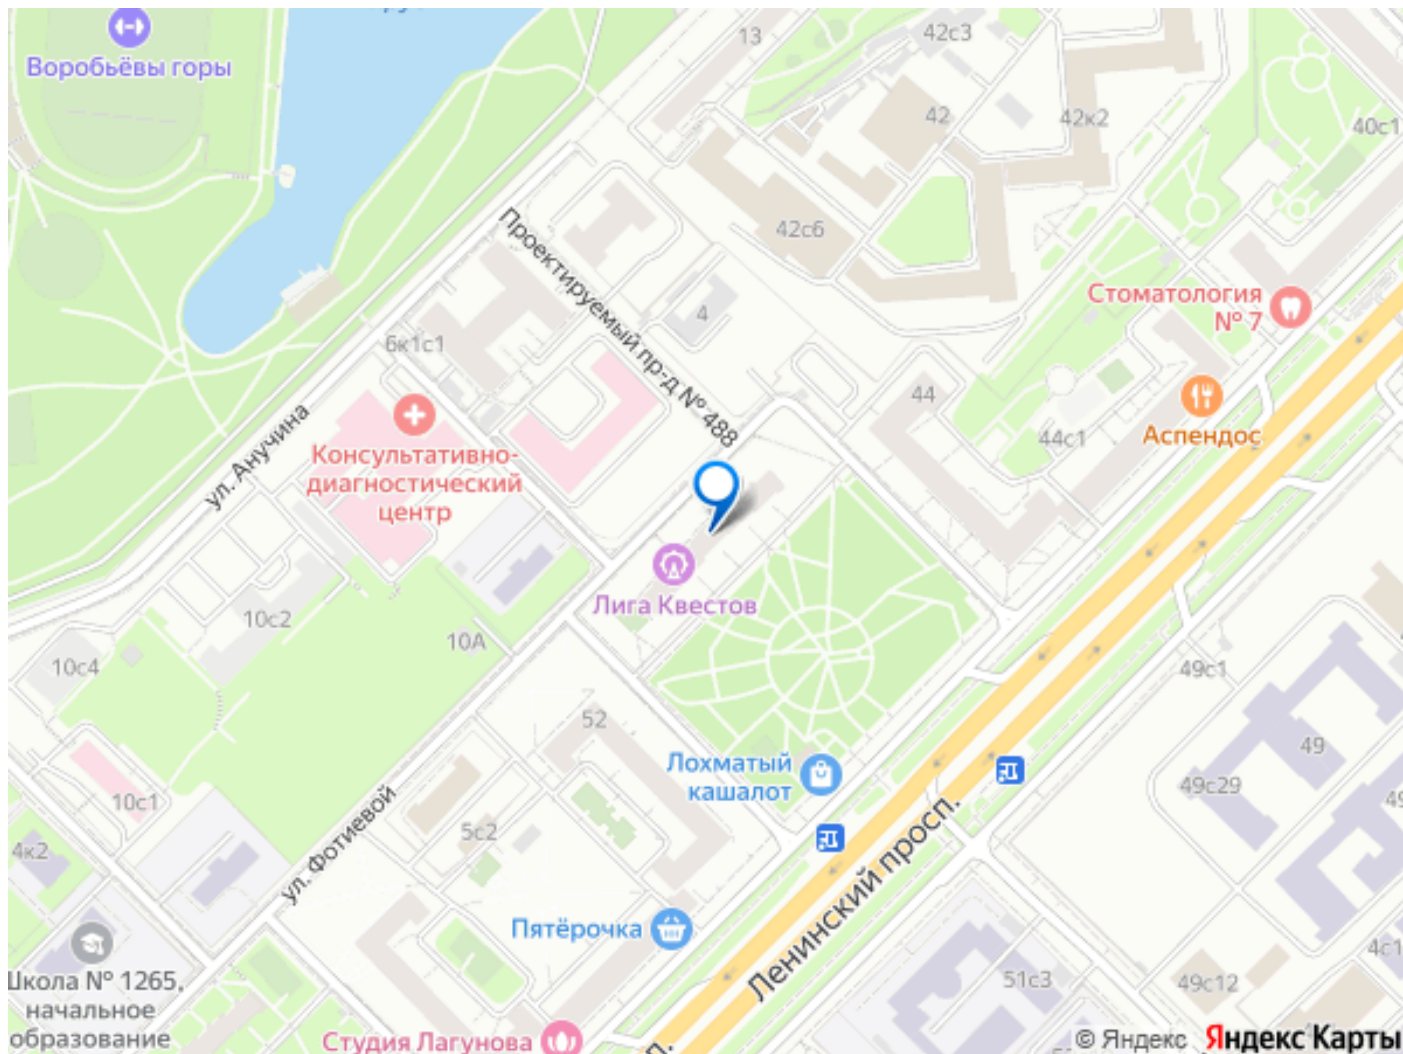 Воробьёвы горы
13
42с3
42
42к2
40с1
42с6
Проектируемый пр-д № 488
4
Стоматология
№ 7
6к1с1
44
44с1
Аспендос
ул. Анучина
Консультативно-
диагностический
центр
Лига Квестов
10с2
10А
10с4
49с1
52
49
Лохматый
кашалот
49с29
10с1
5с2
4к2
ул. Фотиевой
Ленинский просп.
Пятёрочка
4с1
Школа № 1265,
начальное
образование
51с3
49с12
Студия Лагунова
© Яндекс Яндекс Карты